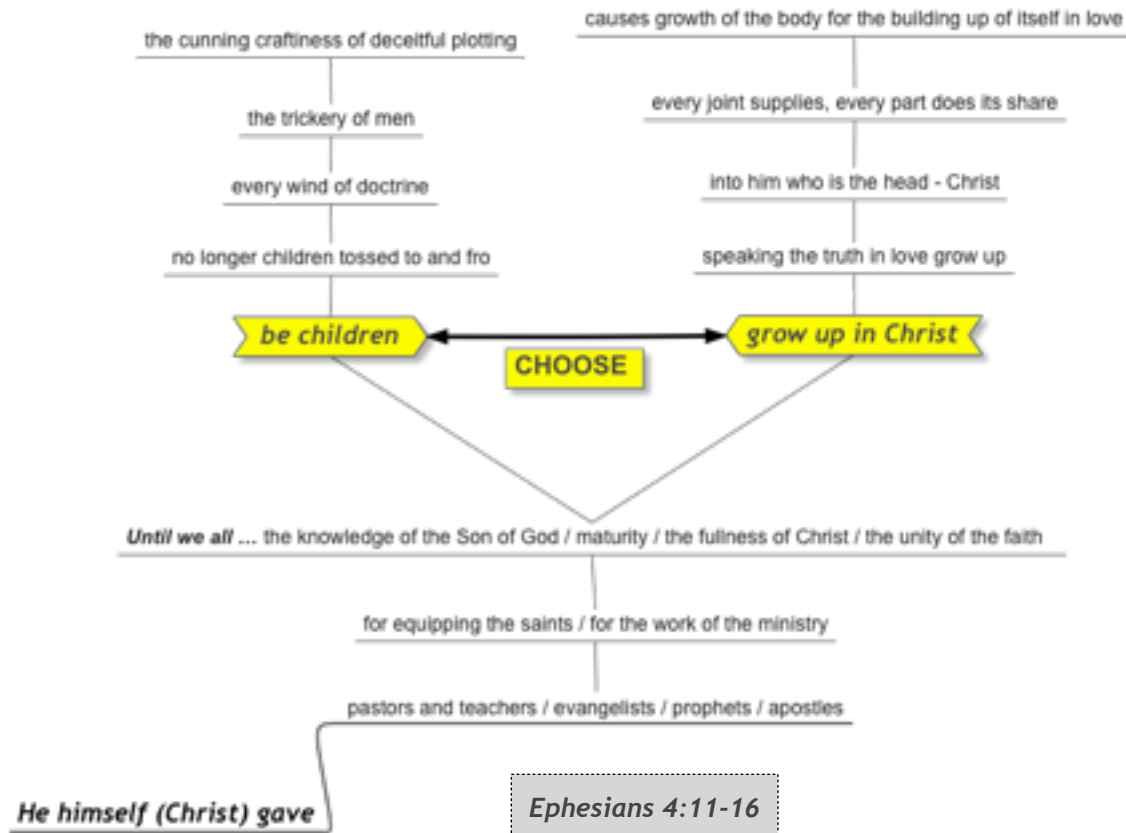 causes growth of the body for the building up of itself in love
the cunning craftiness of deceitful plotting
every joint supplies, every part does its share
the trickery of men
into him who is the head - Christ
every wind of doctrine
speaking the truth in love grow up
no longer children tossed to and fro
be children
grow up in Christ
CHOOSE
Until we all ... the knowledge of the Son of God / maturity / the fullness of Christ / the unity of the faith
for equipping the saints / for the work of the ministry
pastors and teachers / evangelists / prophets / apostles
He himself (Christ) gave
Ephesians 4:11-16